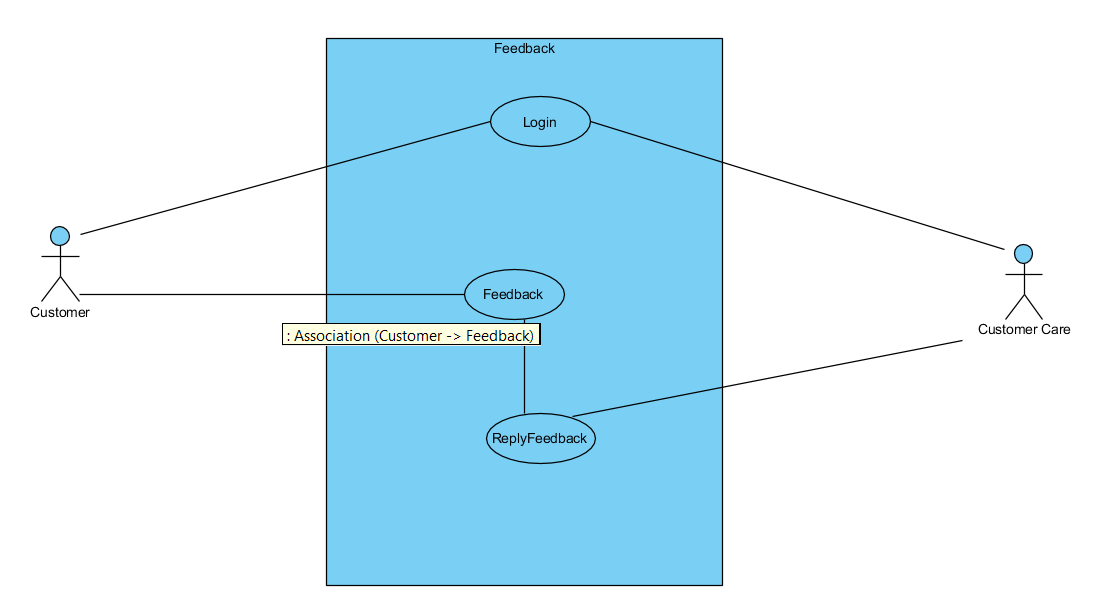 Feedback
Login
Customer
Feedback
Customer Care
: Association (Customer -> Feedback)
ReplyFeedback